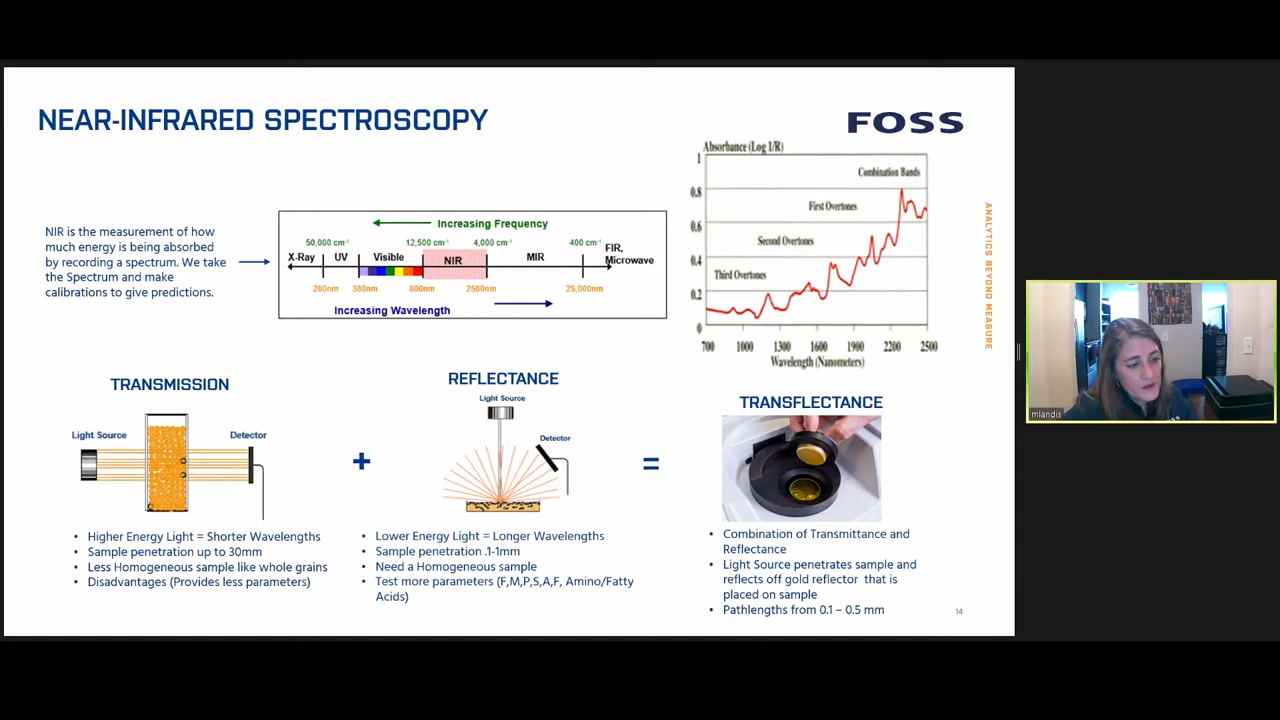 NEAR-INFRARED SPECTROSCOPY
FOSS
NIR is the measurement of how
much energy is being absorbed
by recording a spectrum. We take
the Spectrum and make
calibrations to give predictions.
Increasing Frequency
50,000 cm-1 12,500 cm-1 4,000 cm-1 400 cm-1
X-Ray UV Visible NIR MIR FIR,
Microwave
200nm 380nm 800nm 2500nm 25,000nm
Increasing Wavelength
Absorbance (Log 1/R)
1
Combination Bands
0.8
First Overtones
0.6
Second Overtones
0.4
Third Overtones
0.2
0
700 1000 1300 1600 1900 2200 2500
Wavelength (Nanometers)
ANALYTICS BEYOND MEASURE
TRANSMISSION
Light Source
Detector
• Higher Energy Light = Shorter Wavelengths
• Sample penetration up to 30mm
• Less Homogeneous sample like whole grains
• Disadvantages (Provides less parameters)
+
REFLECTANCE
Light Source
Detector
• Lower Energy Light = Longer Wavelengths
• Sample penetration .1-1mm
• Need a Homogeneous sample
• Test more parameters (F,M,P,S,A,F, Amino/Fatty
Acids)
=
TRANSFLECTANCE
• Combination of Transmittance and
Reflectance
• Light Source penetrates sample and
reflects off gold reflector that is
placed on sample
• Pathlengths from 0.1 – 0.5 mm
14
mlandis